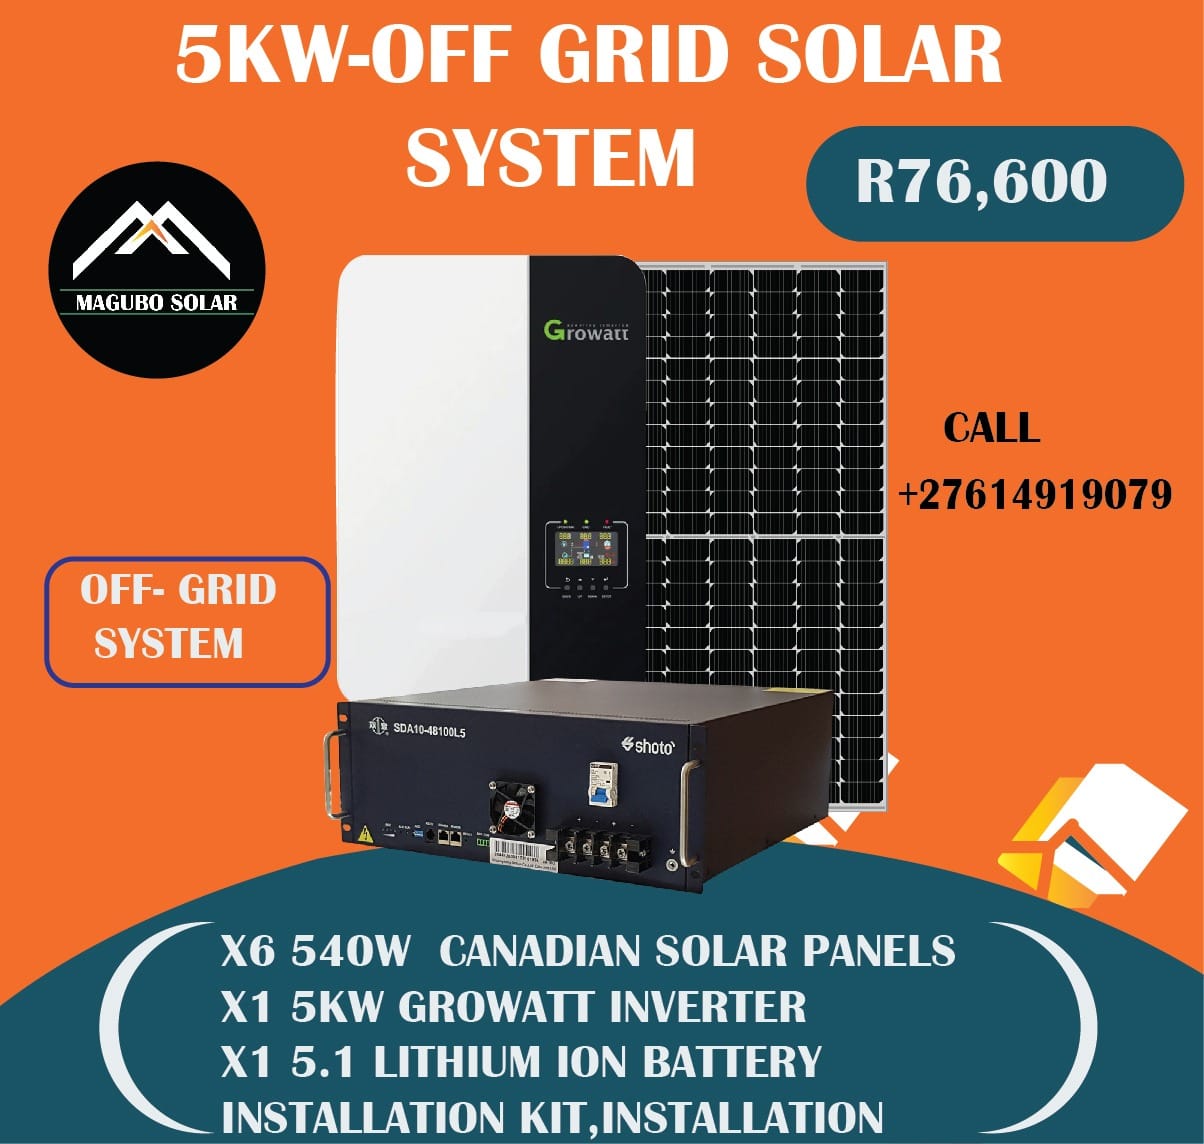 5KW-OFF GRID SOLAR
SYSTEM
R76,600
MAGUBO SOLAR
Growatt
CALL
+27614919079
OFF- GRID
SYSTEM
SDA10-48100L5
shoto
X6 540W CANADIAN SOLAR PANELS
X1 5KW GROWATT INVERTER
X1 5.1 LITHIUM ION BATTERY
INSTALLATION KIT,INSTALLATION